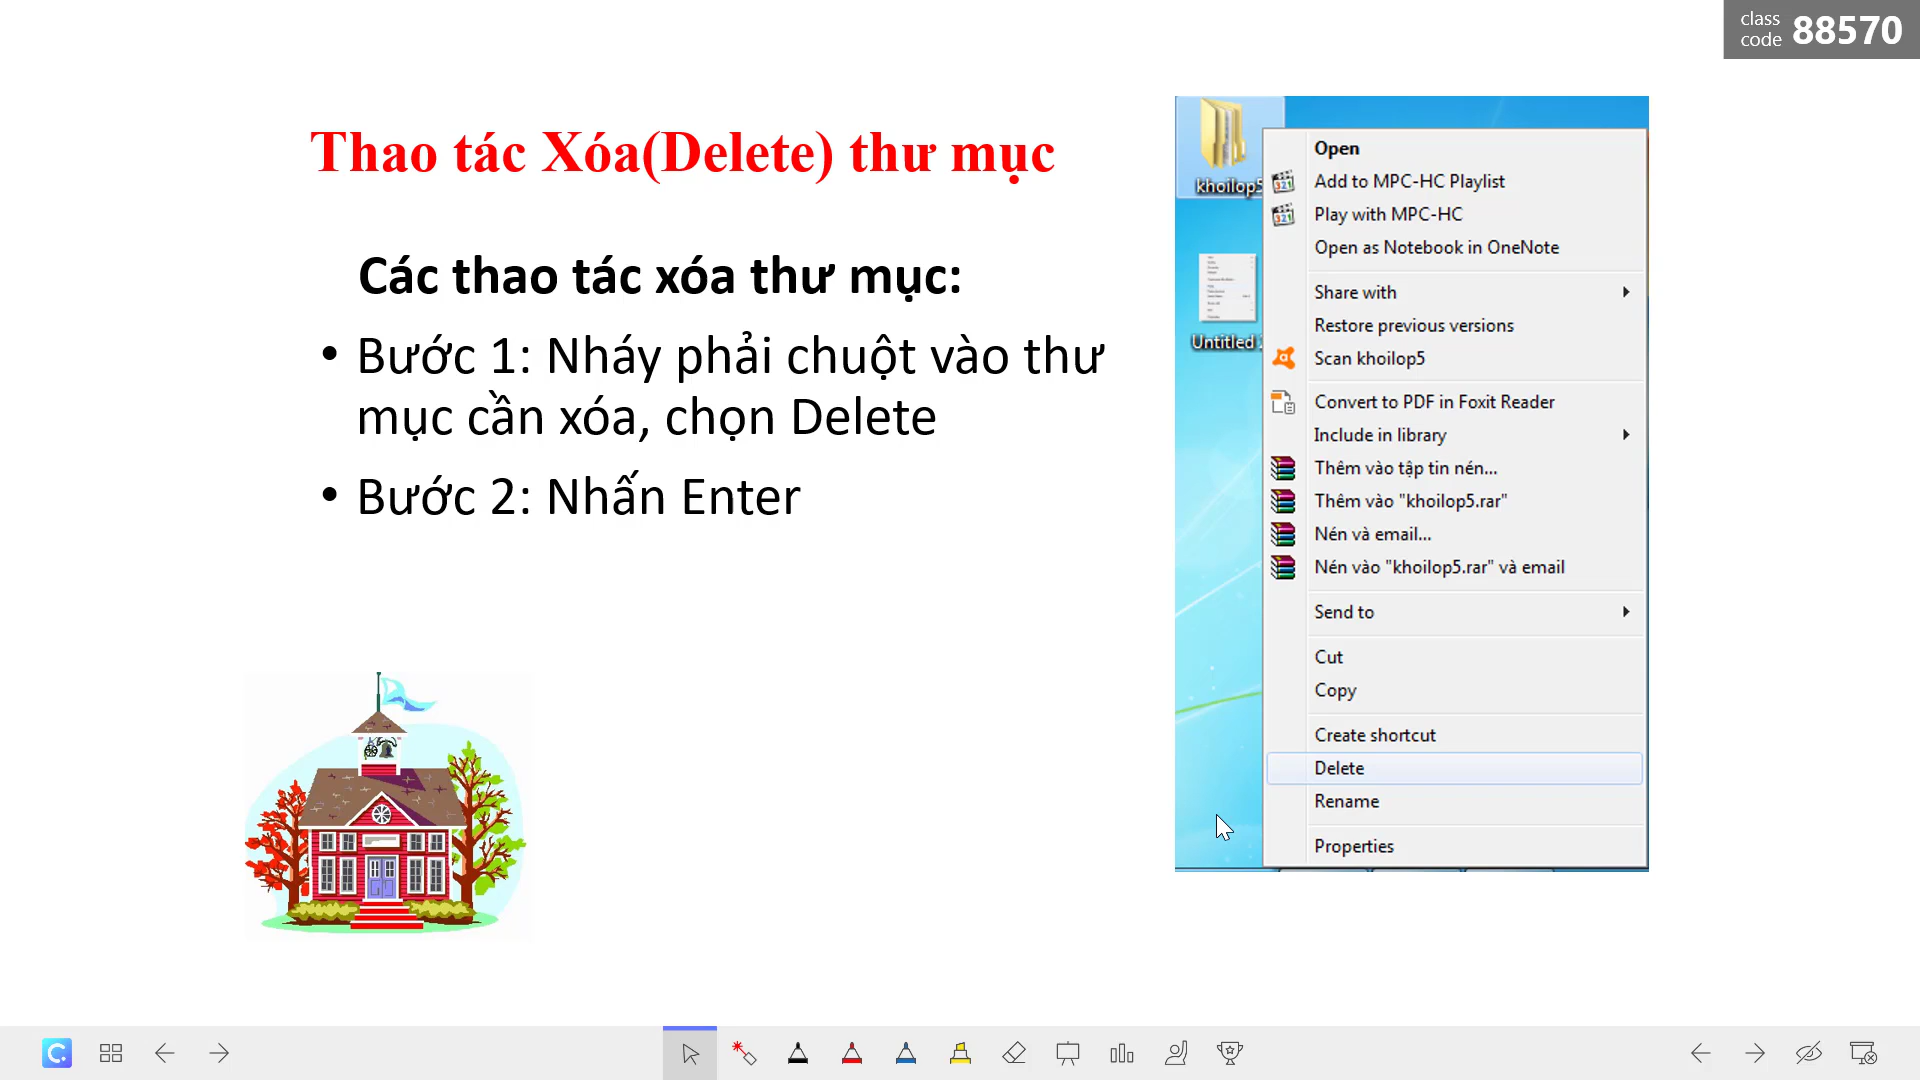 class
code 88570
Thao tác Xóa(Delete) thư mục
Các thao tác xóa thư mục:
• Bước 1: Nháy phải chuột vào thư
mục cần xóa, chọn Delete
• Bước 2: Nhấn Enter
khoilop5
Untitled
Open
Add to MPC-HC Playlist
Play with MPC-HC
Open as Notebook in OneNote
Share with
Restore previous versions
Scan khoilop5
Convert to PDF in Foxit Reader
Include in library
Thêm vào tập tin nén...
Thêm vào "khoilop5.rar"
Nén và email...
Nén vào "khoilop5.rar" và email
Send to
Cut
Copy
Create shortcut
Delete
Rename
Properties